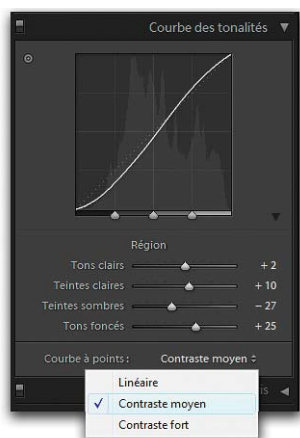 Courbe des tonalités
Région
Tons clairs + 2
Teintes claires + 10
Teintes sombres − 27
Tons foncés + 25
Courbe à points : Contraste moyen
Linéaire
Contraste moyen
Contraste fort